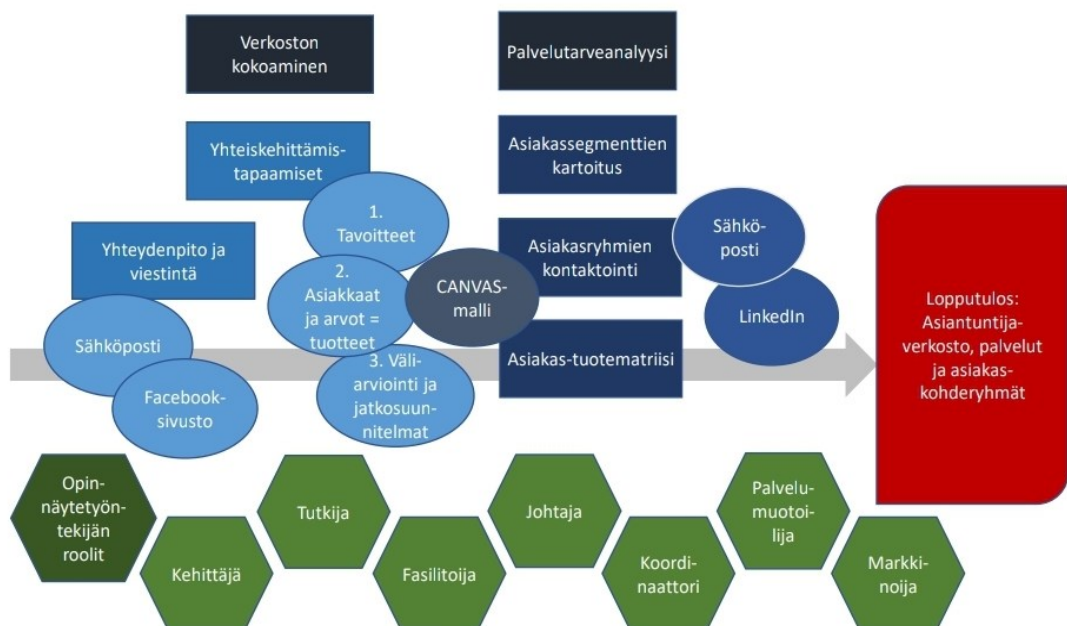 Verkoston
kokoaminen
Palvelutarveanalyysi
Yhteiskehittämis-
tapaamiset
Asiakassegmenttien
kartoitus
1.
Tavoitteet
Yhteydenpito ja
viestintä
2.
Asiakkaat
ja arvot =
tuotteet
CANVAS-
malli
Asiakasryhmien
kontaktointi
Sähkö-
posti
LinkedIn
Sähköposti
Facebook-
sivusto
3. Väli-
arviointi ja
jatkosuun-
nitelmat
Asiakas-tuotematriisi
Lopputulos:
Asiantuntija-
verkosto, palvelut
ja asiakas-
kohderyhmät
Opin-
näytetyön-
tekijän
roolit
Kehittäjä
Tutkija
Fasilitoija
Johtaja
Koordi-
naattori
Palvelu-
muotoi-
lija
Markki-
noija